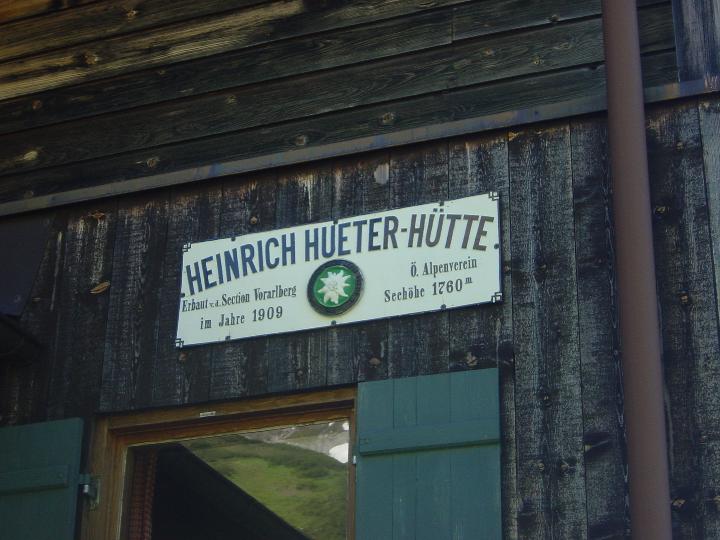 HEINRICH HUETER-HÜTTE
Erbaut v. d. Section Vorarlberg
im Jahre 1909
Ö. Alpenverein
Seehöhe 1760 m